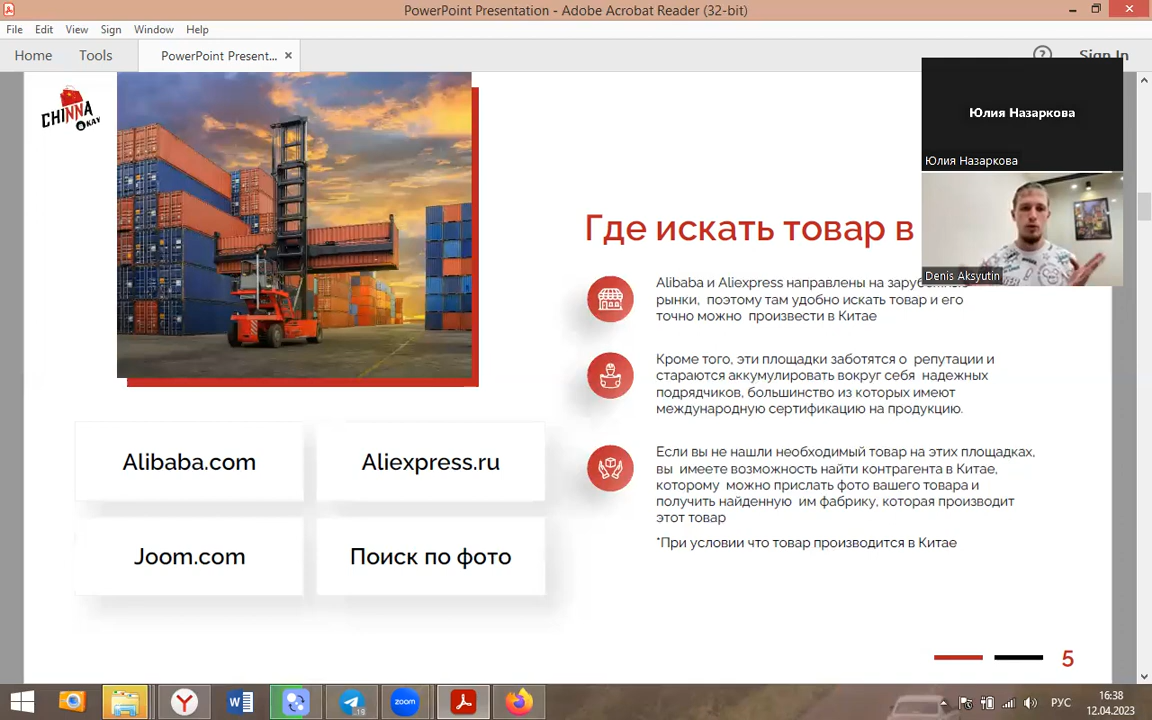 PowerPoint Presentation - Adobe Acrobat Reader (32-bit)
File Edit View Sign Window Help
Home Tools PowerPoint Present... × ? Sign In
CHINNA
OKAY
Юлия Назаркова
Юлия Назаркова
Denis Aksyutin
Где искать товар в
Alibaba и Aliexpress направлены на зарубежные
рынки, поэтому там удобно искать товар и его
точно можно произвести в Китае
Кроме того, эти площадки заботятся о репутации и
стараются аккумулировать вокруг себя надежных
подрядчиков, большинство из которых имеют
международную сертификацию на продукцию.
Если вы не нашли необходимый товар на этих площадках,
вы имеете возможность найти контрагента в Китае,
которому можно прислать фото вашего товара и
получить найденную им фабрику, которая производит
этот товар
*При условии что товар производится в Китае
Alibaba.com
Aliexpress.ru
Joom.com
Поиск по фото
5
19
zoom
РУС
16:38
12.04.2023